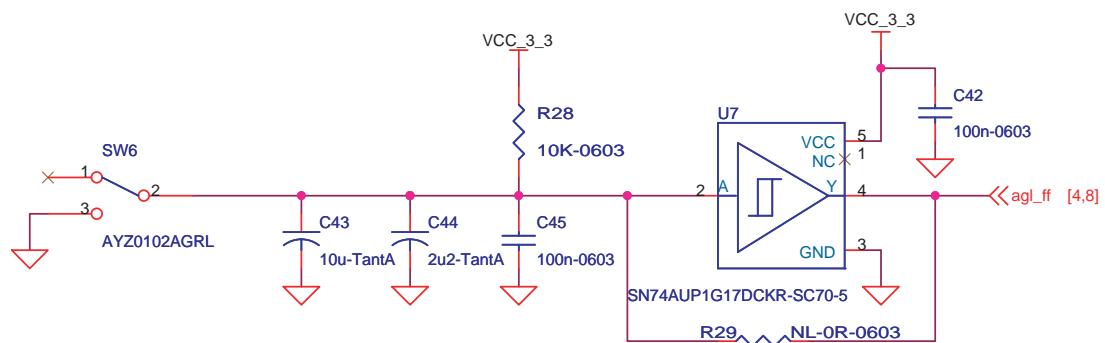 VCC_3_3
VCC_3_3
R28
10K-0603
U7
C42
100n-0603
VCC
5
NC
1
SW6
1
2
3
AYZ0102AGRL
2
A
Y
4
agl_ff [4,8]
C43
10u-TantA
C44
2u2-TantA
C45
100n-0603
GND
3
SN74AUP1G17DCKR-SC70-5
R29
NL-0R-0603